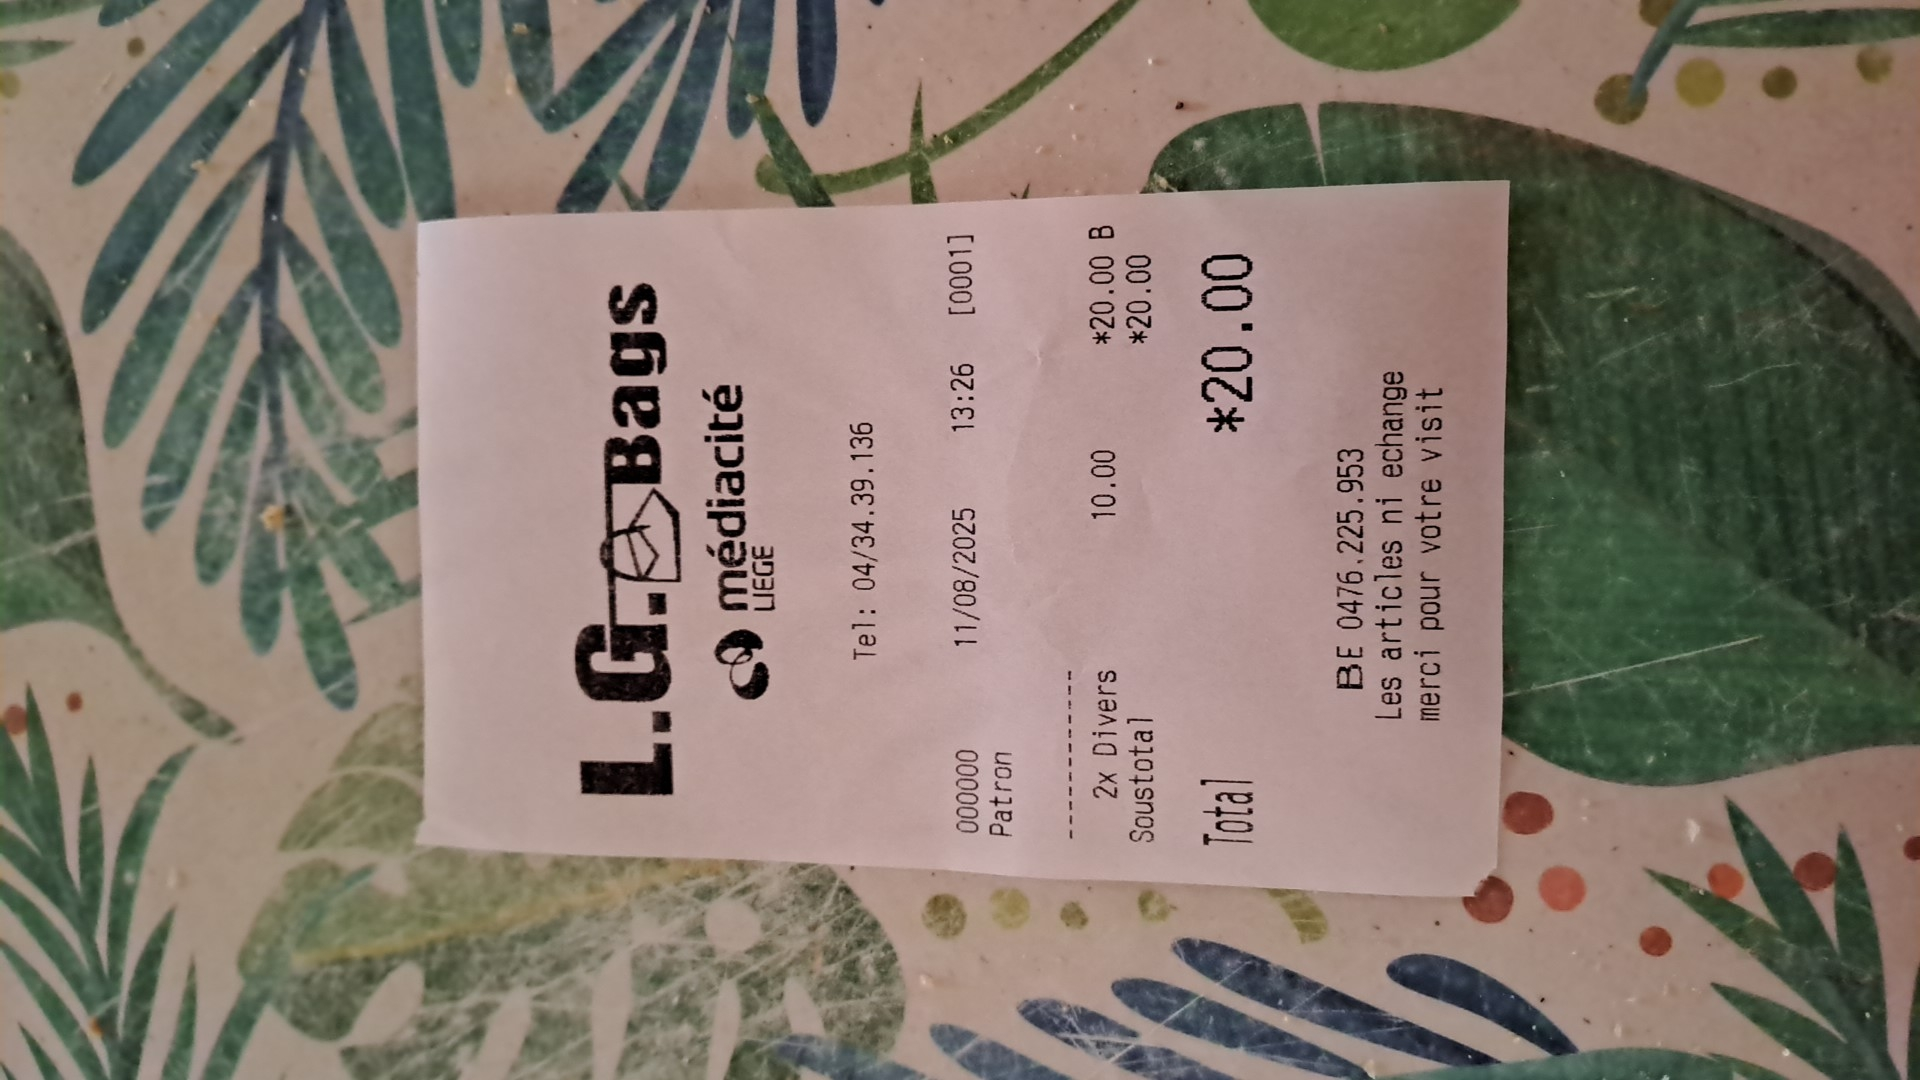 L.G. Bags
médiacité
LIEGE
Tel: 04/34.39.136
000000 11/08/2025 13:26 [0001]
Patron
--------------
2x Divers 10.00 *20.00 B
Soustotal *20.00
Total *20.00
BE 0476.225.953
Les articles ni echange
merci pour votre visit